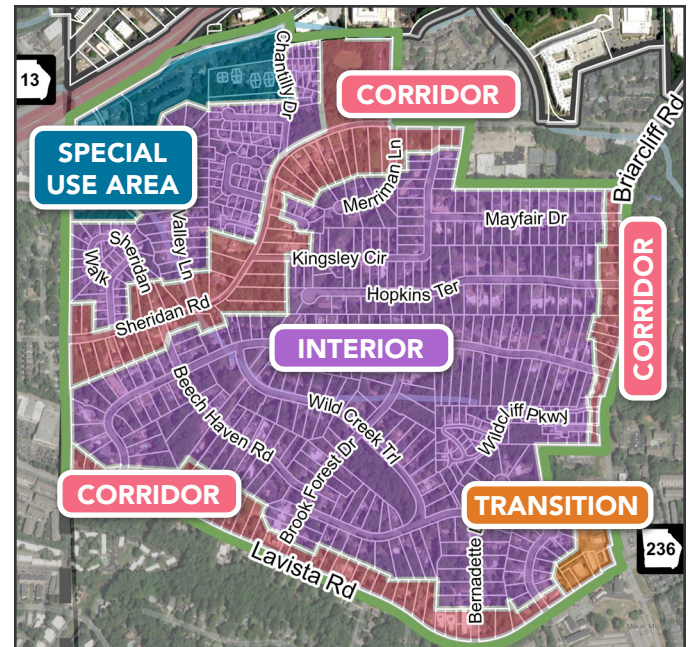 13
Chantilly Dr
CORRIDOR
SPECIAL
USE AREA
Briarcliff Rd
Merriman Ln
Mayfair Dr
Valley Ln
Sheridan
Walk
Kingsley Cir
CORRIDOR
Hopkins Ter
Sheridan Rd
INTERIOR
Beech Haven Rd
Wild Creek Trl
Wildcliff Pkwy
Brook Forest Dr
CORRIDOR
TRANSITION
Lavista Rd
Bernadette
236